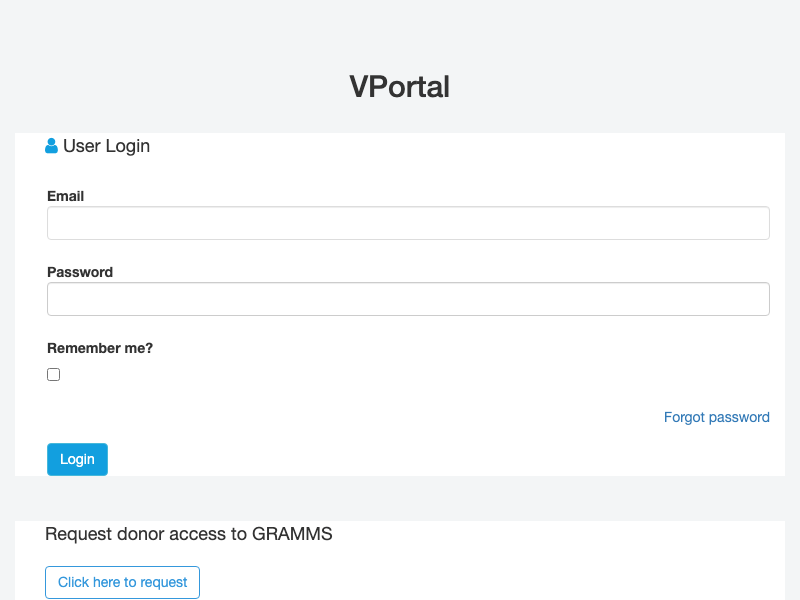 VPortal
User Login
Email
Password
Remember me?
Forgot password
Login
Request donor access to GRAMMS
Click here to request